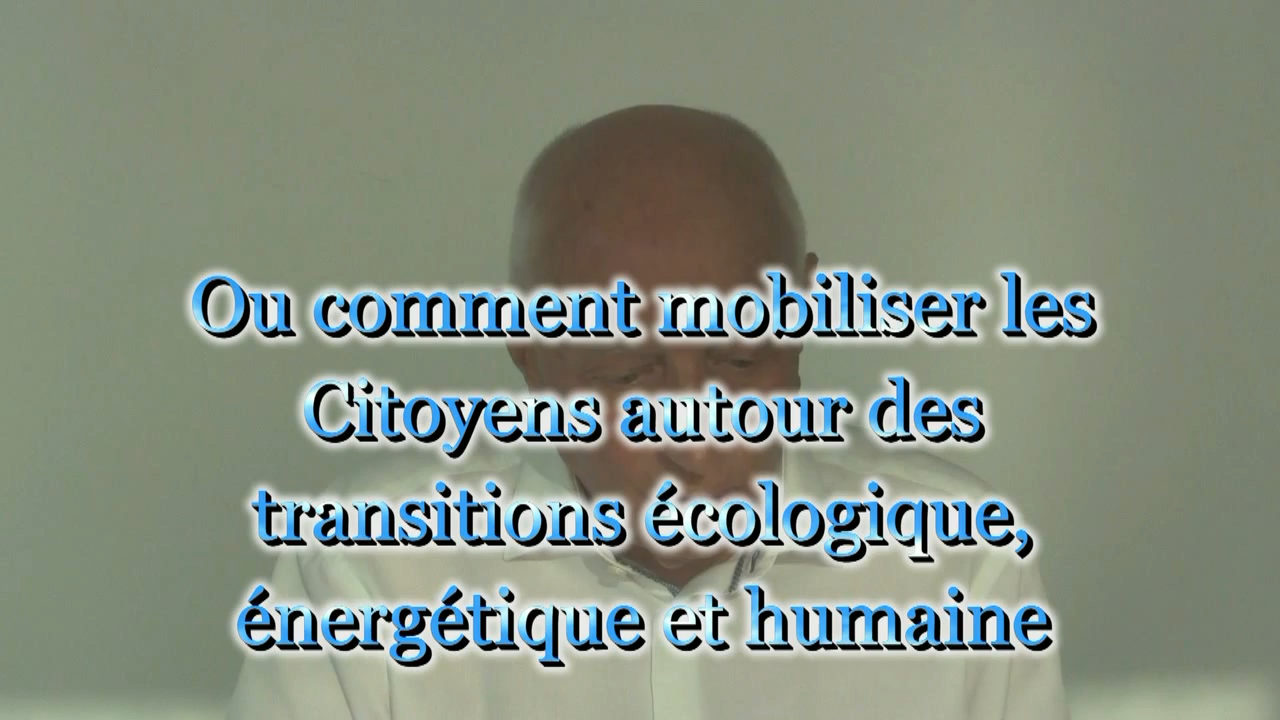 Ou comment mobiliser les
Citoyens autour des
transitions écologique,
énergétique et humaine